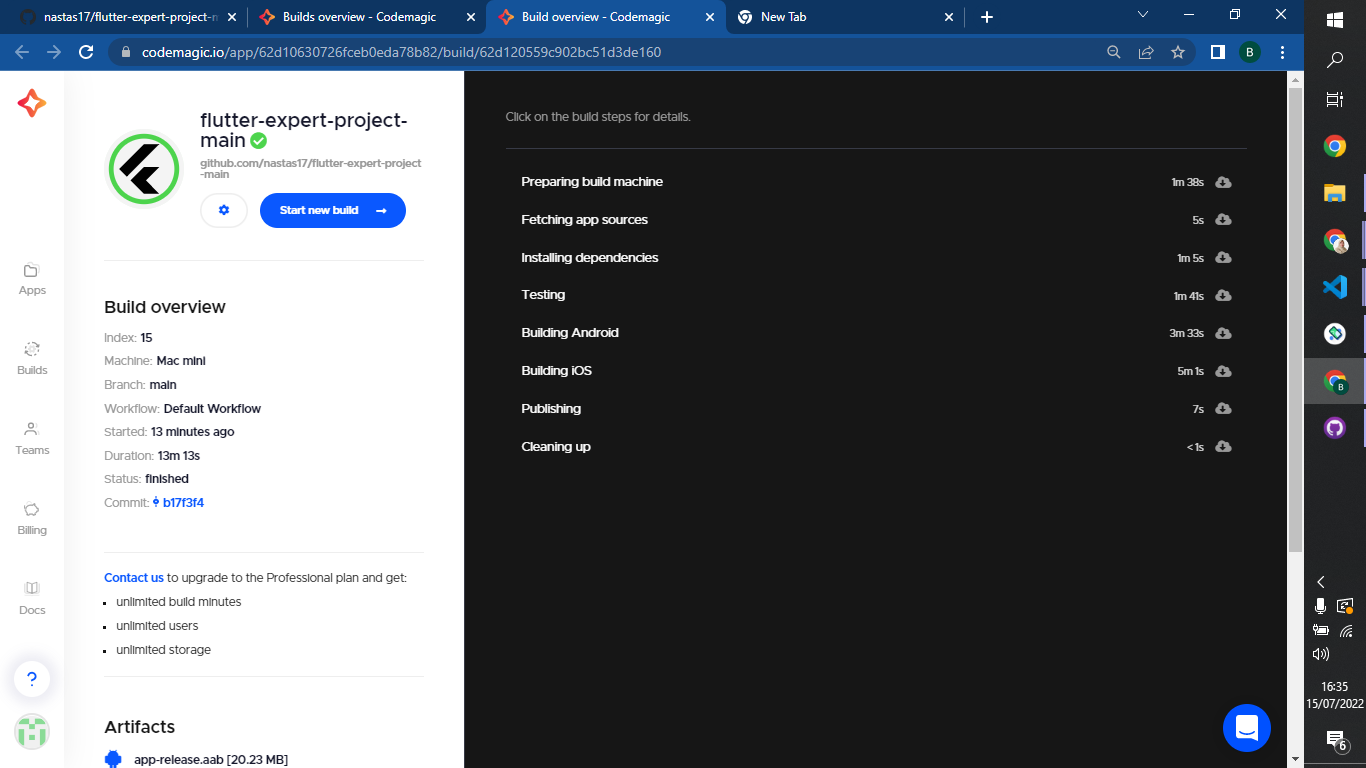 nastas17/flutter-expert-project-m
Builds overview - Codemagic
Build overview - Codemagic
New Tab
codemagic.io/app/62d10630726fceb0eda78b82/build/62d120559c902bc51d3de160
B
Apps
Builds
Teams
Billing
Docs
?
flutter-expert-project-
main
github.com/nastas17/flutter-expert-project
-main
Start new build
Build overview
Index: 15
Machine: Mac mini
Branch: main
Workflow: Default Workflow
Started: 13 minutes ago
Duration: 13m 13s
Status: finished
Commit: b17f3f4
Contact us to upgrade to the Professional plan and get:
unlimited build minutes
unlimited users
unlimited storage
Artifacts
app-release.aab [20.23 MB]
Click on the build steps for details.
Preparing build machine 1m 38s
Fetching app sources 5s
Installing dependencies 1m 5s
Testing 1m 41s
Building Android 3m 33s
Building iOS 5m 1s
Publishing 7s
Cleaning up <1s
B
16:35
15/07/2022
6